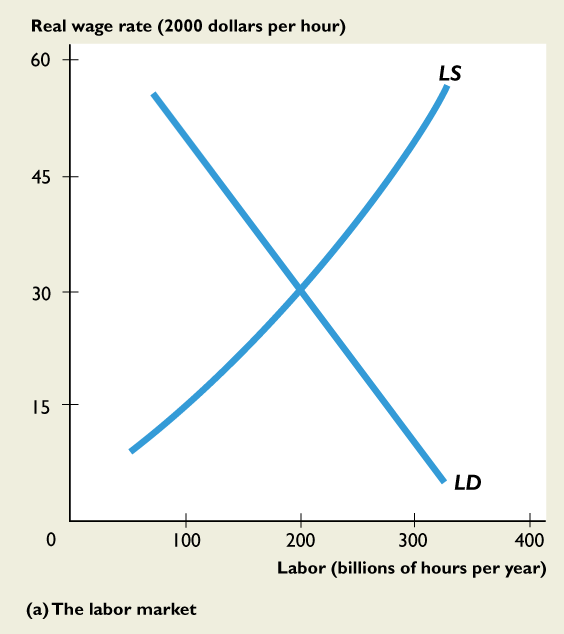 Real wage rate (2000 dollars per hour)
60
LS
45
30
15
LD
0
100
200
300
400
Labor (billions of hours per year)
(a) The labor market